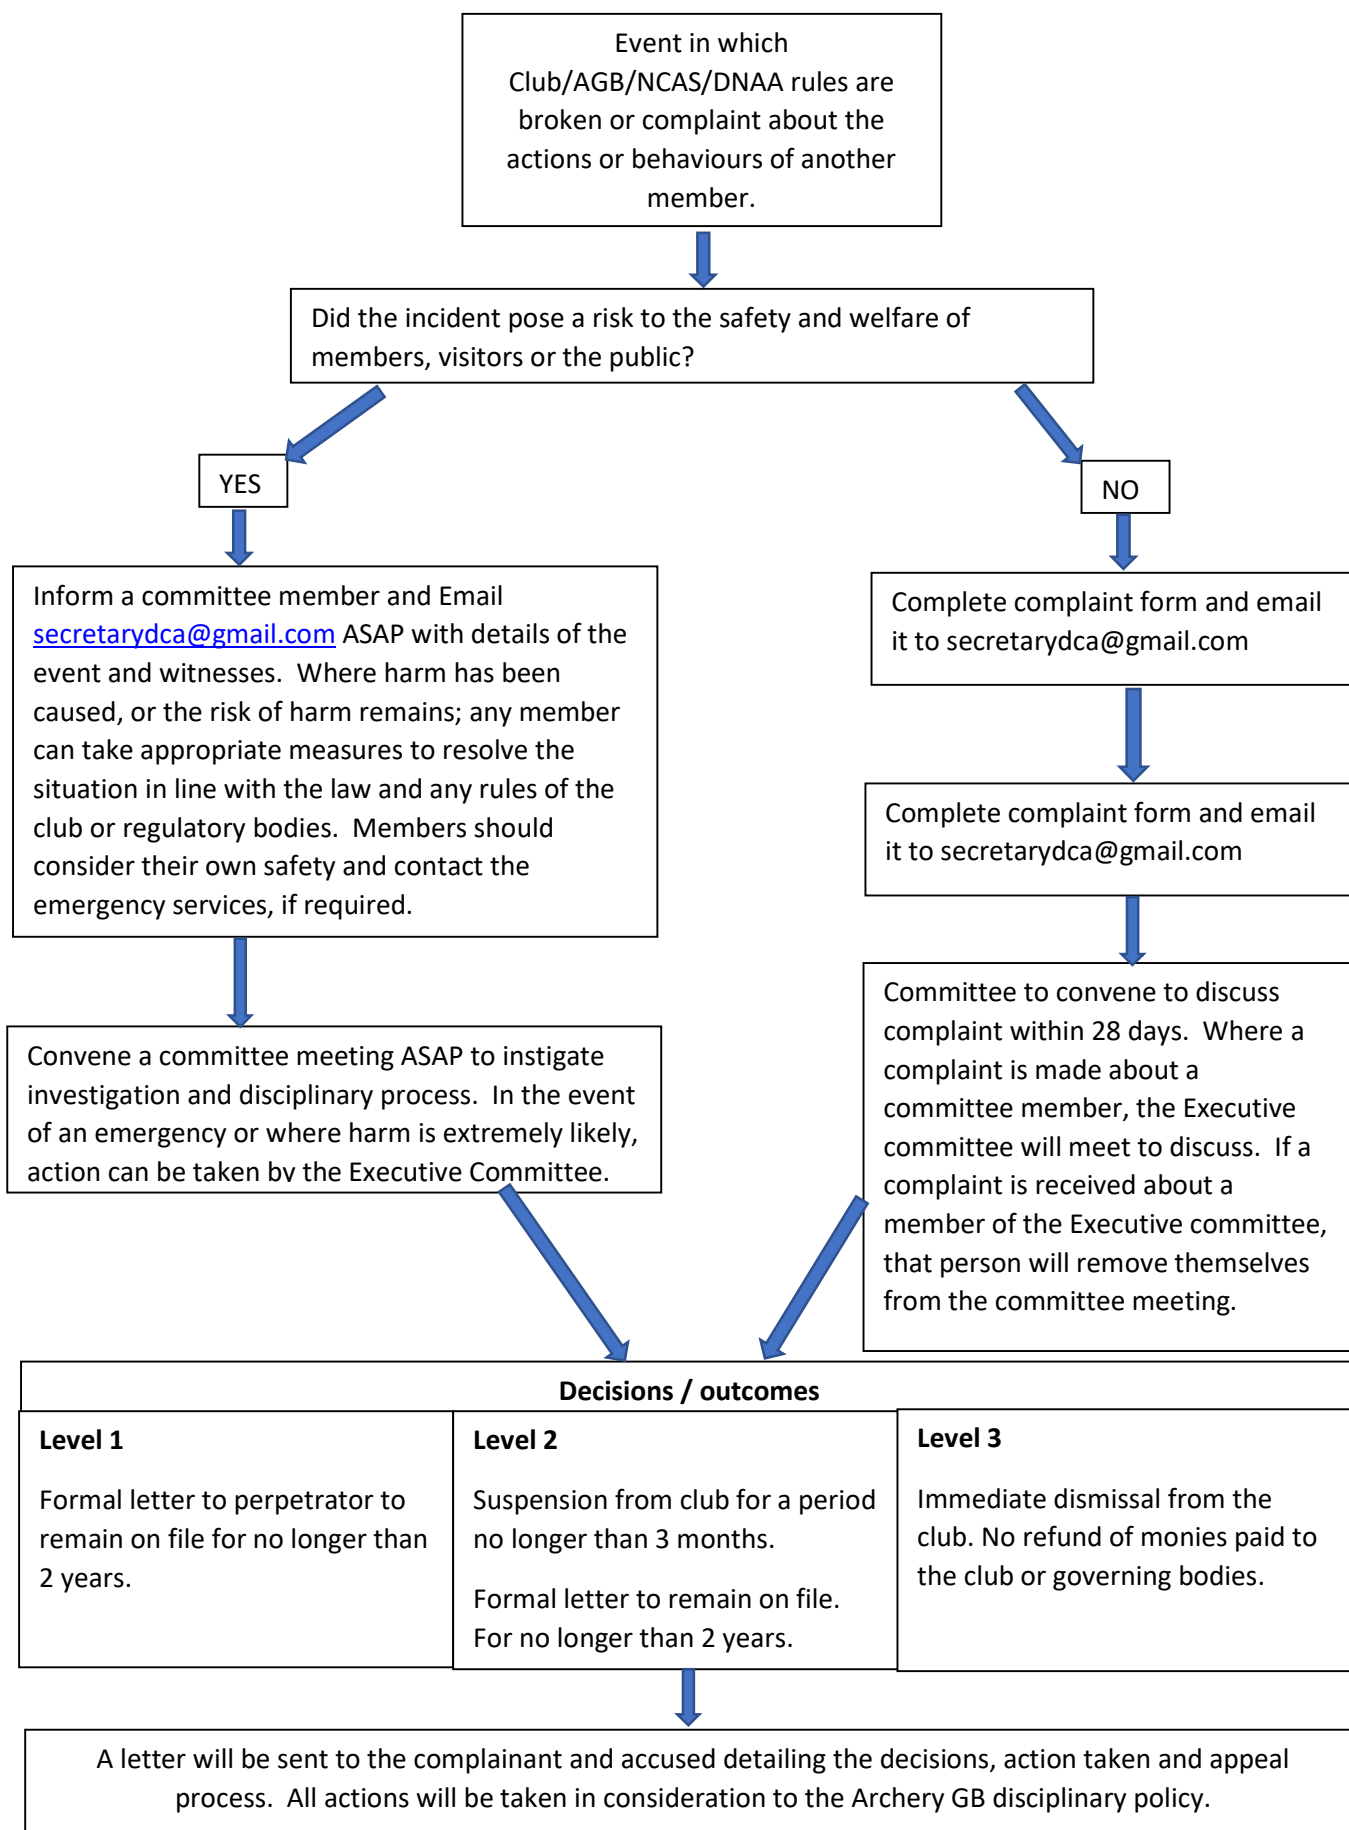 Event in which
Club/AGB/NCAS/DNAA rules are
broken or complaint about the
actions or behaviours of another
member.
Did the incident pose a risk to the safety and welfare of
members, visitors or the public?
YES
NO
Inform a committee member and Email
secretarydca@gmail.com ASAP with details of the
event and witnesses.  Where harm has been
caused, or the risk of harm remains; any member
can take appropriate measures to resolve the
situation in line with the law and any rules of the
club or regulatory bodies.  Members should
consider their own safety and contact the
emergency services, if required.
Complete complaint form and email
it to secretarydca@gmail.com
Complete complaint form and email
it to secretarydca@gmail.com
Convene a committee meeting ASAP to instigate
investigation and disciplinary process.  In the event
of an emergency or where harm is extremely likely,
action can be taken by the Executive Committee.
Committee to convene to discuss
complaint within 28 days.  Where a
complaint is made about a
committee member, the Executive
committee will meet to discuss.  If a
complaint is received about a
member of the Executive committee,
that person will remove themselves
from the committee meeting.
Decisions / outcomes
Level 1
Formal letter to perpetrator to
remain on file for no longer than
2 years.
Level 2
Suspension from club for a period
no longer than 3 months.
Formal letter to remain on file.
For no longer than 2 years.
Level 3
Immediate dismissal from the
club. No refund of monies paid to
the club or governing bodies.
A letter will be sent to the complainant and accused detailing the decisions, action taken and appeal
process.  All actions will be taken in consideration to the Archery GB disciplinary policy.